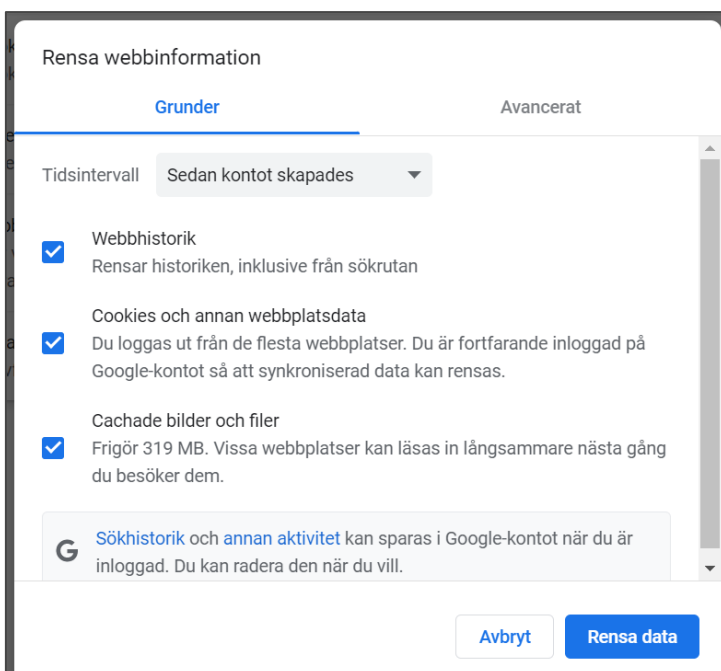 Rensa webbinformation
Grunder
Avancerat
Tidsintervall Sedan kontot skapades
Webbhistorik
Rensar historiken, inklusive från sökrutan
Cookies och annan webbplatsdata
Du loggas ut från de flesta webbplatser. Du är fortfarande inloggad på
Google-kontot så att synkroniserad data kan rensas.
Cachade bilder och filer
Frigör 319 MB. Vissa webbplatser kan läsas in långsammare nästa gång
du besöker dem.
G
Sökhistorik och annan aktivitet kan sparas i Google-kontot när du är
inloggad. Du kan radera den när du vill.
Avbryt
Rensa data